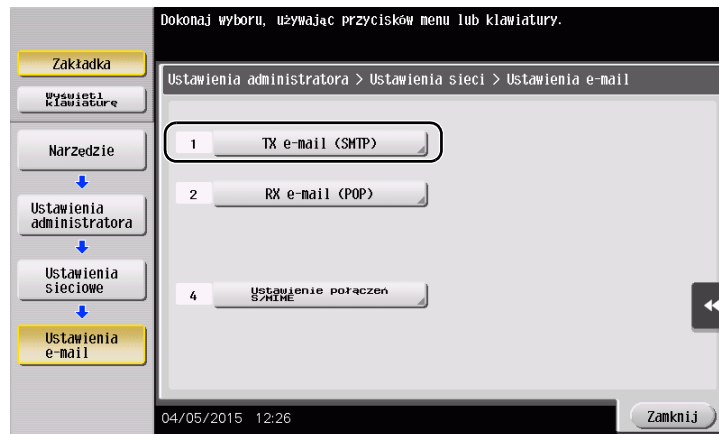 Dokonaj wyboru, używając przycisków menu lub klawiatury.
Zakładka
Wyświetl
klawiaturę
Narzędzie
Ustawienia
administratora
Ustawienia
sieciowe
Ustawienia
e-mail
Ustawienia administratora > Ustawienia sieci > Ustawienia e-mail
1 TX e-mail (SMTP)
2 RX e-mail (POP)
4 Ustawienie połączeń
S/MIME
04/05/2015 12:26
Zamknij